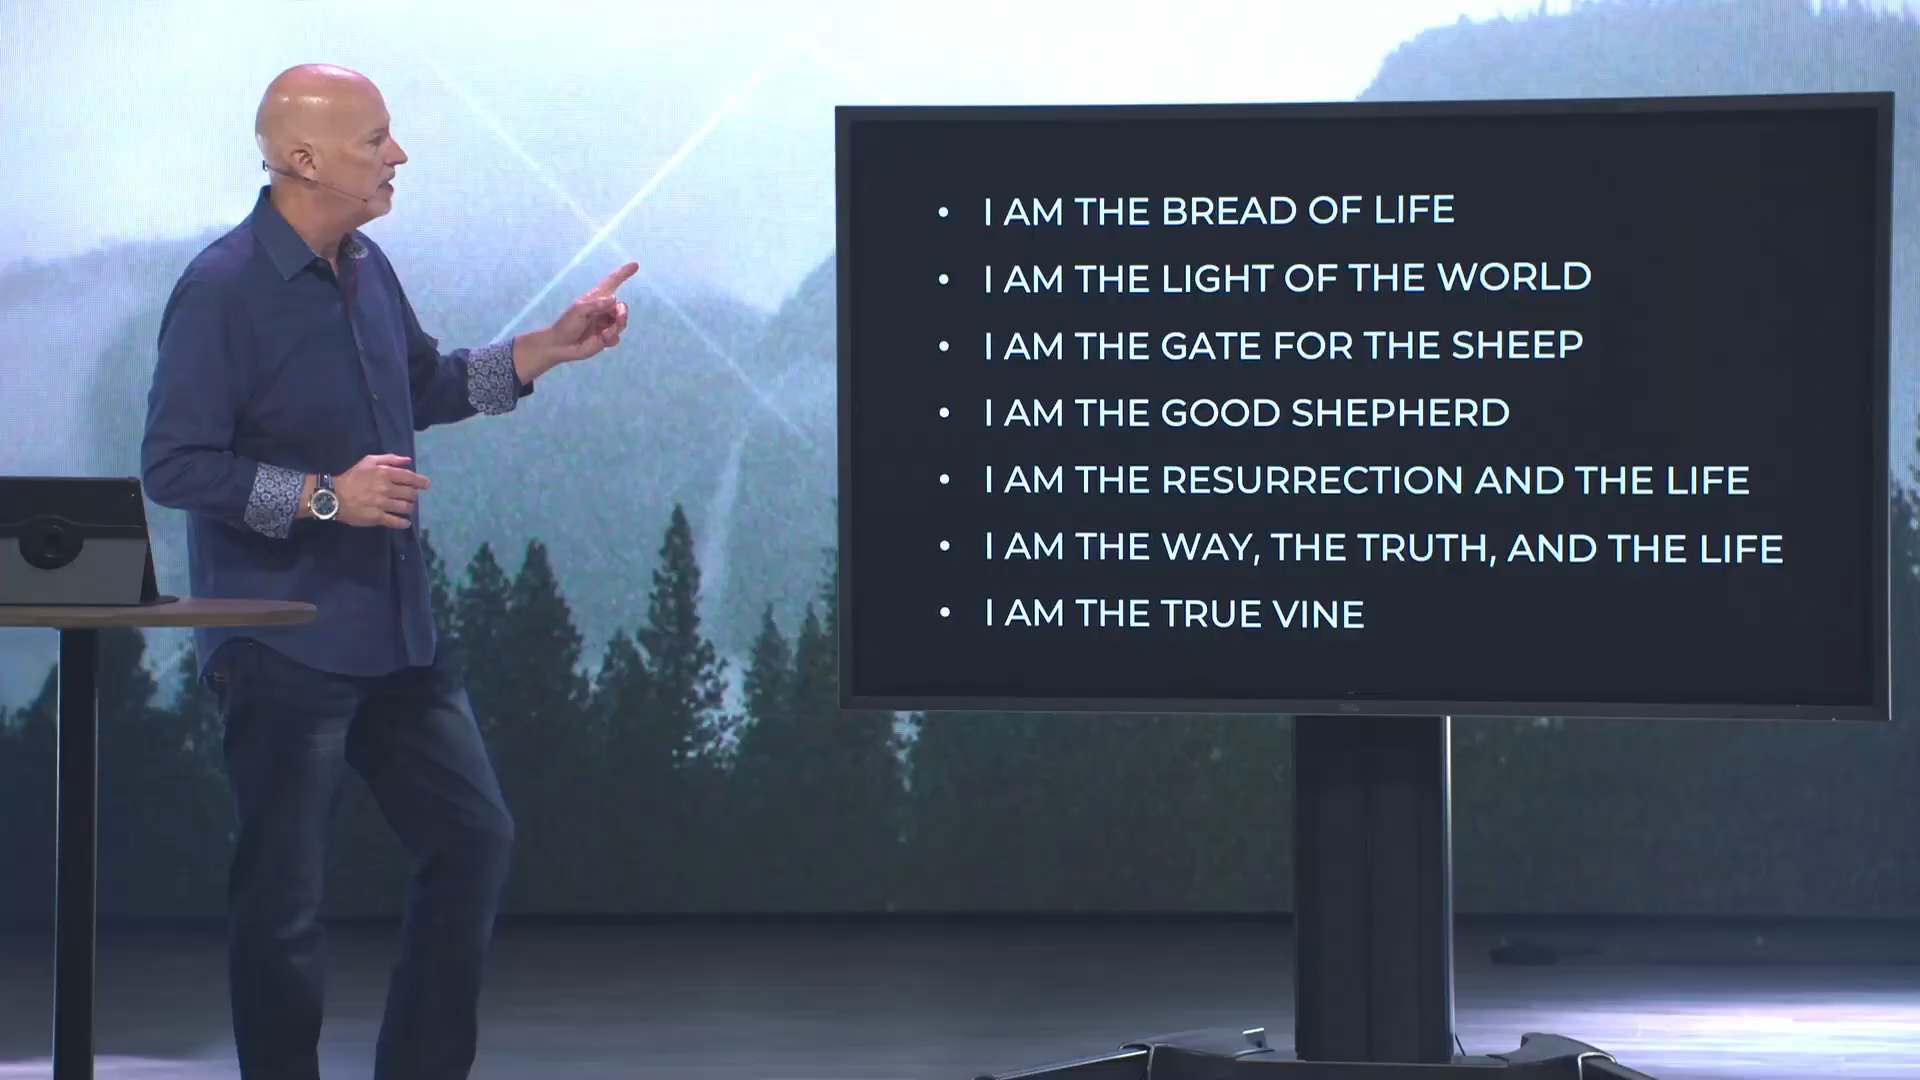 • I AM THE BREAD OF LIFE
• I AM THE LIGHT OF THE WORLD
• I AM THE GATE FOR THE SHEEP
• I AM THE GOOD SHEPHERD
• I AM THE RESURRECTION AND THE LIFE
• I AM THE WAY, THE TRUTH, AND THE LIFE
• I AM THE TRUE VINE